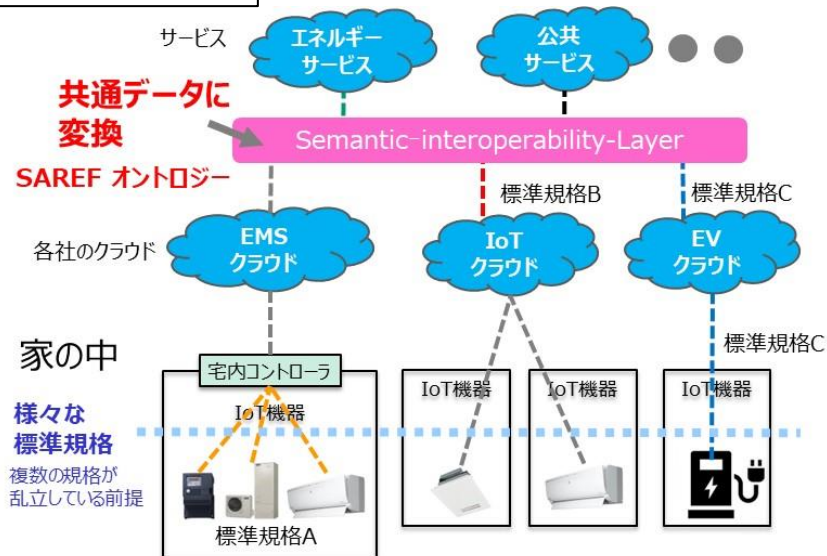 サービス
エネルギー
サービス
公共
サービス
共通データに
変換
Semantic-interoperability-Layer
SAREF オントロジー
標準規格B
標準規格C
各社のクラウド
EMS
クラウド
IoT
クラウド
EV
クラウド
標準規格C
家の中
宅内コントローラ
IoT機器
IoT機器
IoT機器
IoT機器
様々な
標準規格
複数の規格が
乱立している前提
標準規格A